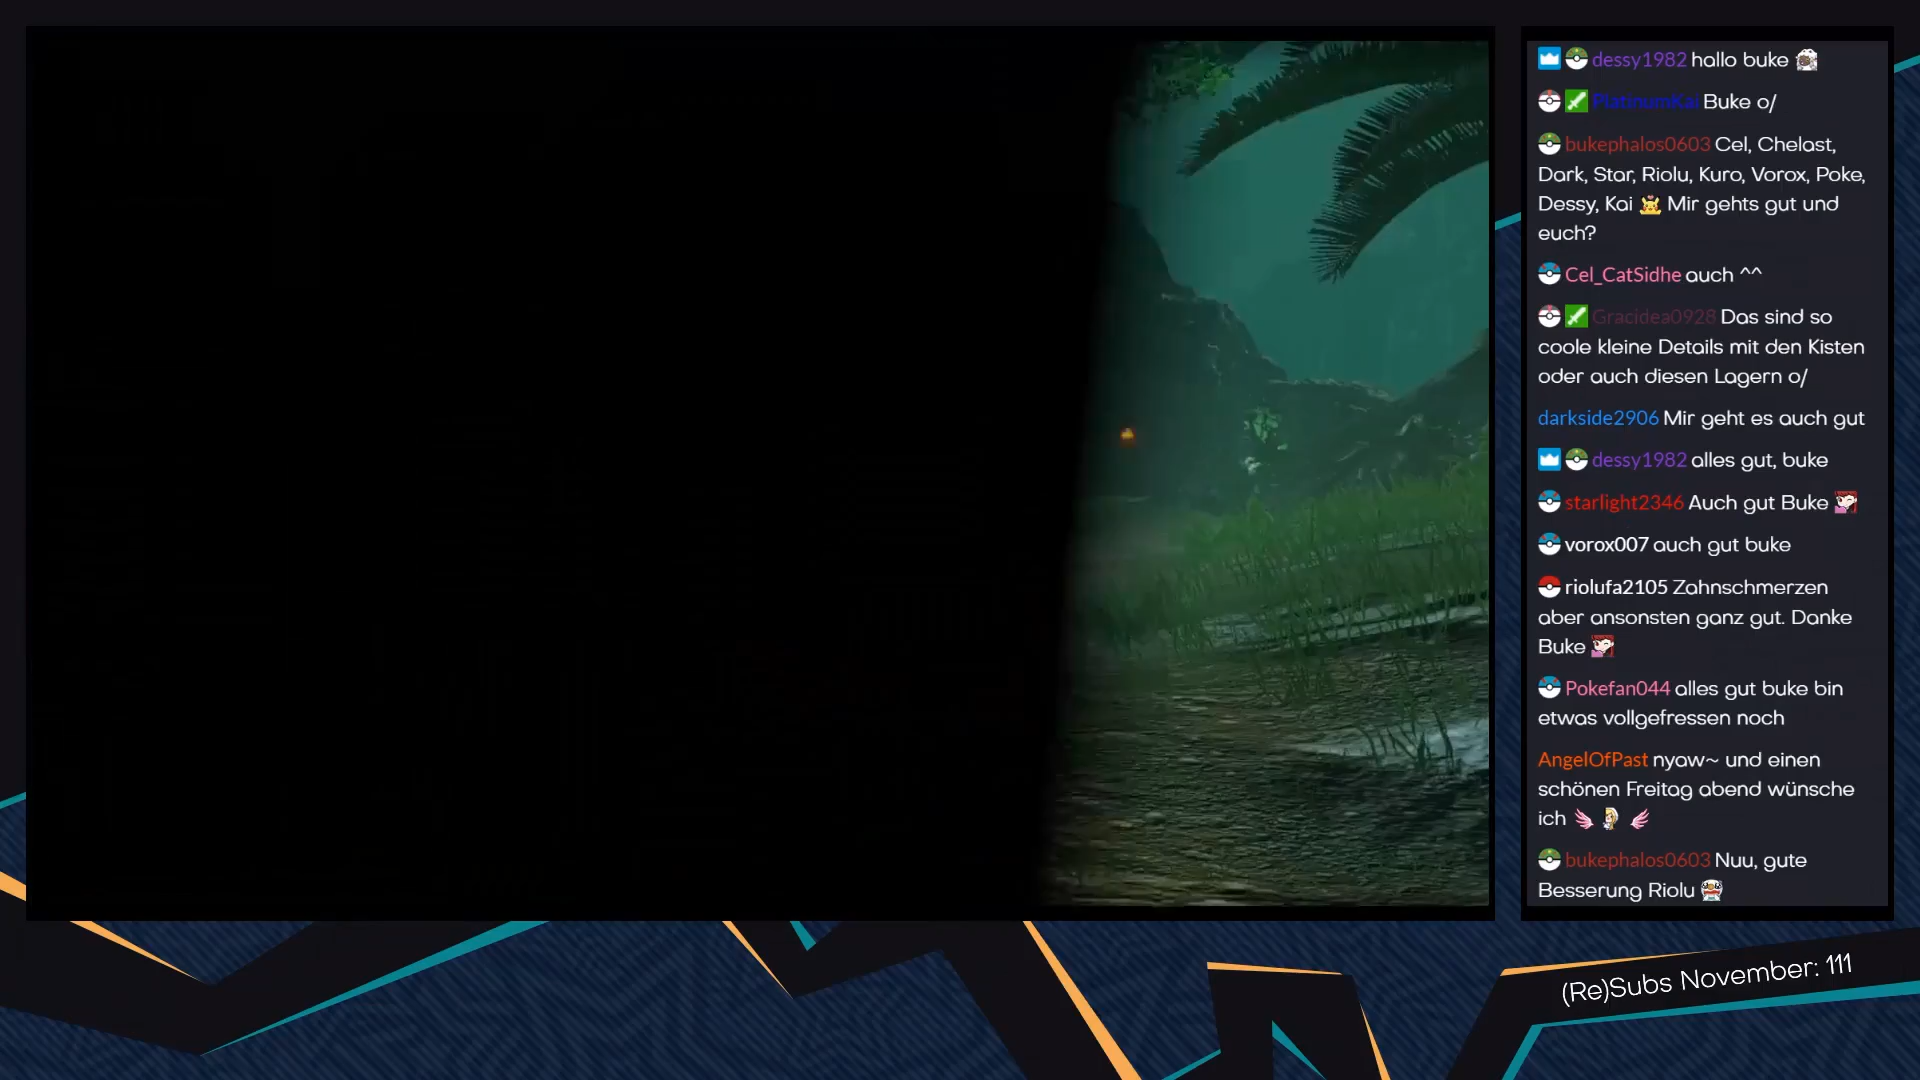 dessy1982 hallo buke
PlatinumKai Buke o/
bukephalos0603 Cel, Chelast,
Dark, Star, Riolu, Kuro, Vorox, Poke,
Dessy, Kai Mir gehts gut und
euch?
Cel_CatSidhe auch ^^
Gracidea0928 Das sind so
coole kleine Details mit den Kisten
oder auch diesen Lagern o/
darkside2906 Mir geht es auch gut
dessy1982 alles gut, buke
starlight2346 Auch gut Buke
vorox007 auch gut buke
riolufa2105 Zahnschmerzen
aber ansonsten ganz gut. Danke
Buke
Pokefan044 alles gut buke bin
etwas vollgefressen noch
AngelOfPast nyaw~ und einen
schönen Freitag abend wünsche
ich
bukephalos0603 Nuu, gute
Besserung Riolu
(Re)Subs November: 111